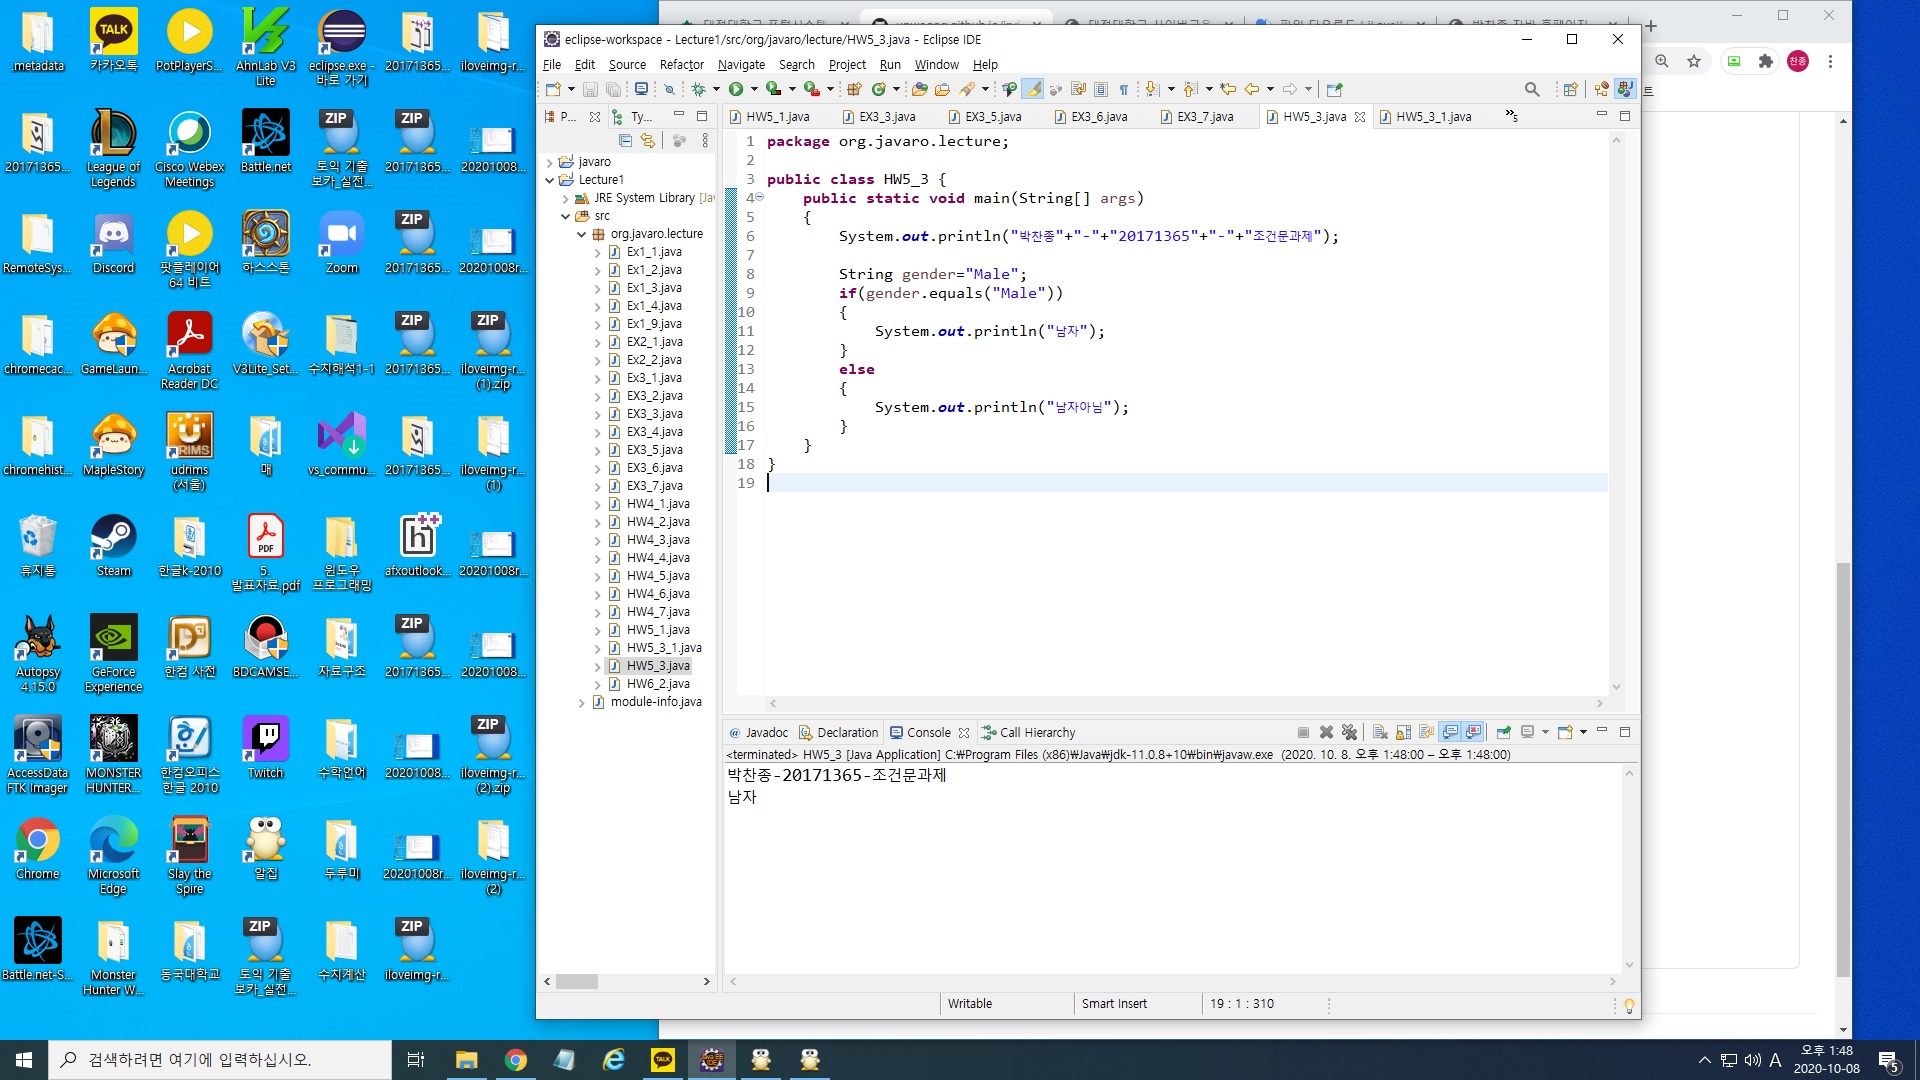 .metadata
카카오톡
PotPlayerS...
AhnLab V3 Lite
eclipse.exe - 바로 가기
20171365...
iloveimg-r...
20171365...
League of Legends
Cisco Webex Meetings
Battle.net
토익 기출 보카_실전...
20171365...
20201008...
RemoteSys...
Discord
팟플레이어 64 비트
하스스톤
Zoom
20171365...
20201008r...
chromecac...
GameLaun...
Acrobat Reader DC
V3Lite_Set...
수치해석1-1
20171365...
iloveimg-r... (1).zip
chromehist...
MapleStory
udrims (서울)
매
vs_commu...
20171365...
iloveimg-r... (1)
휴지통
Steam
한글k-2010
5. 발표자료.pdf
윈도우 프로그래밍
afxoutlook...
20201008r...
Autopsy 4.15.0
GeForce Experience
한컴 사전
BDCAMSE...
자료구조
20171365...
20201008...
AccessData FTK Imager
MONSTER HUNTER...
한컴오피스 한글 2010
Twitch
수학언어
20201008...
iloveimg-r... (2).zip
Chrome
Microsoft Edge
Slay the Spire
알집
두루미
20201008r...
iloveimg-r... (2)
Battle.net-S...
Monster Hunter W...
동국대학교
토익 기출 보카_실전...
수치계산
iloveimg-r...
eclipse-workspace - Lecture1/src/org/javaro/lecture/HW5_3.java - Eclipse IDE
File Edit Source Refactor Navigate Search Project Run Window Help
P... Ty...
HW5_1.java EX3_3.java EX3_5.java EX3_6.java EX3_7.java HW5_3.java HW5_3_1.java »5
javaro
Lecture1
JRE System Library [Jav
src
org.javaro.lecture
Ex1_1.java
Ex1_2.java
Ex1_3.java
Ex1_4.java
Ex1_9.java
EX2_1.java
Ex2_2.java
Ex3_1.java
EX3_2.java
EX3_3.java
EX3_4.java
EX3_5.java
EX3_6.java
EX3_7.java
HW4_1.java
HW4_2.java
HW4_3.java
HW4_4.java
HW4_5.java
HW4_6.java
HW4_7.java
HW5_1.java
HW5_3_1.java
HW5_3.java
HW6_2.java
module-info.java
1 package org.javaro.lecture;
2
3 public class HW5_3 {
4 public static void main(String[] args)
5 {
6 System.out.println("박찬종"+"-"+"20171365"+"-"+"조건문과제");
7
8 String gender="Male";
9 if(gender.equals("Male"))
10 {
11 System.out.println("남자");
12 }
13 else
14 {
15 System.out.println("남자아님");
16 }
17 }
18 }
19
@ Javadoc Declaration Console Call Hierarchy
<terminated> HW5_3 [Java Application] C:₩Program Files (x86)₩Java₩jdk-11.0.8+10₩bin₩javaw.exe (2020. 10. 8. 오후 1:48:00 – 오후 1:48:00)
박찬종-20171365-조건문과제
남자
Writable Smart Insert 19 : 1 : 310
찬종
트
검색하려면 여기에 입력하십시오.
A
오후 1:48
2020-10-08
5